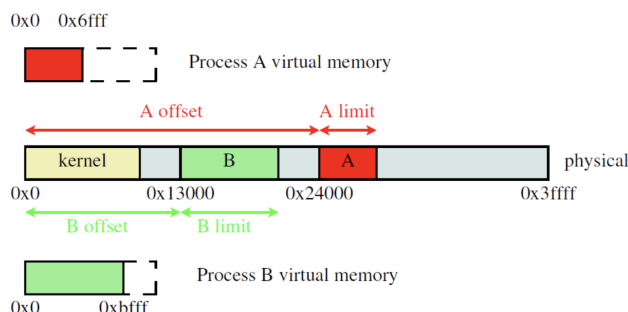 0x0 0x6fff
Process A virtual memory
A offset A limit
kernel B A physical
0x0 0x13000 0x24000 0x3ffff
B offset B limit
Process B virtual memory
0x0 0xbfff